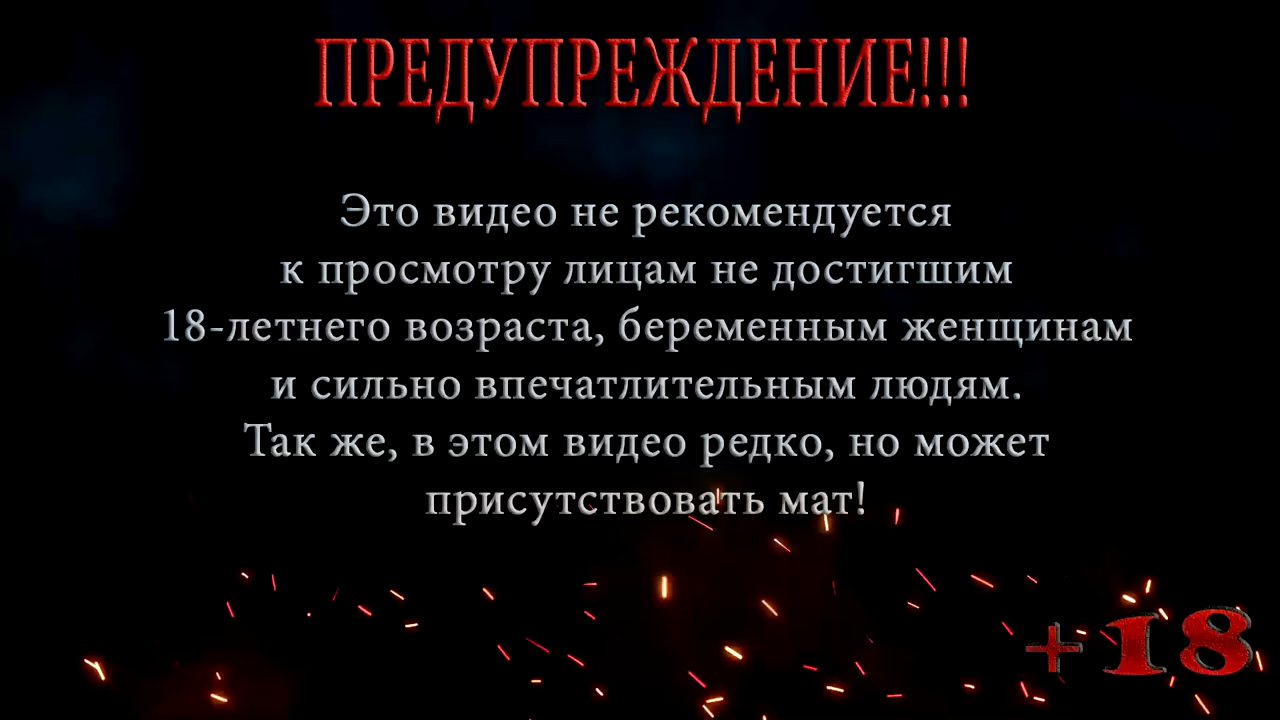 ПРЕДУПРЕЖДЕНИЕ!!!
Это видео не рекомендуется
к просмотру лицам не достигшим
18-летнего возраста, беременным женщинам
и сильно впечатлительным людям.
Так же, в этом видео редко, но может
присутствовать мат!
+18